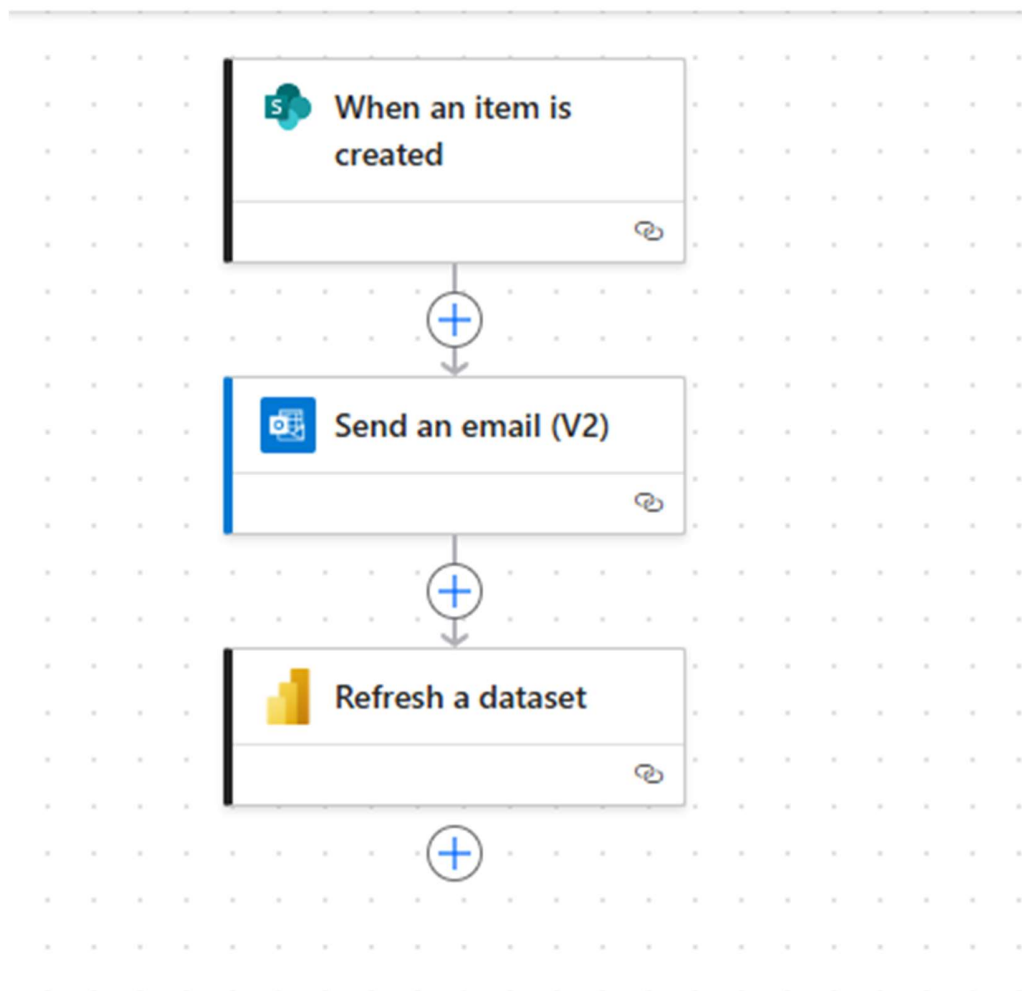 S
When an item is
created
Send an email (V2)
Refresh a dataset